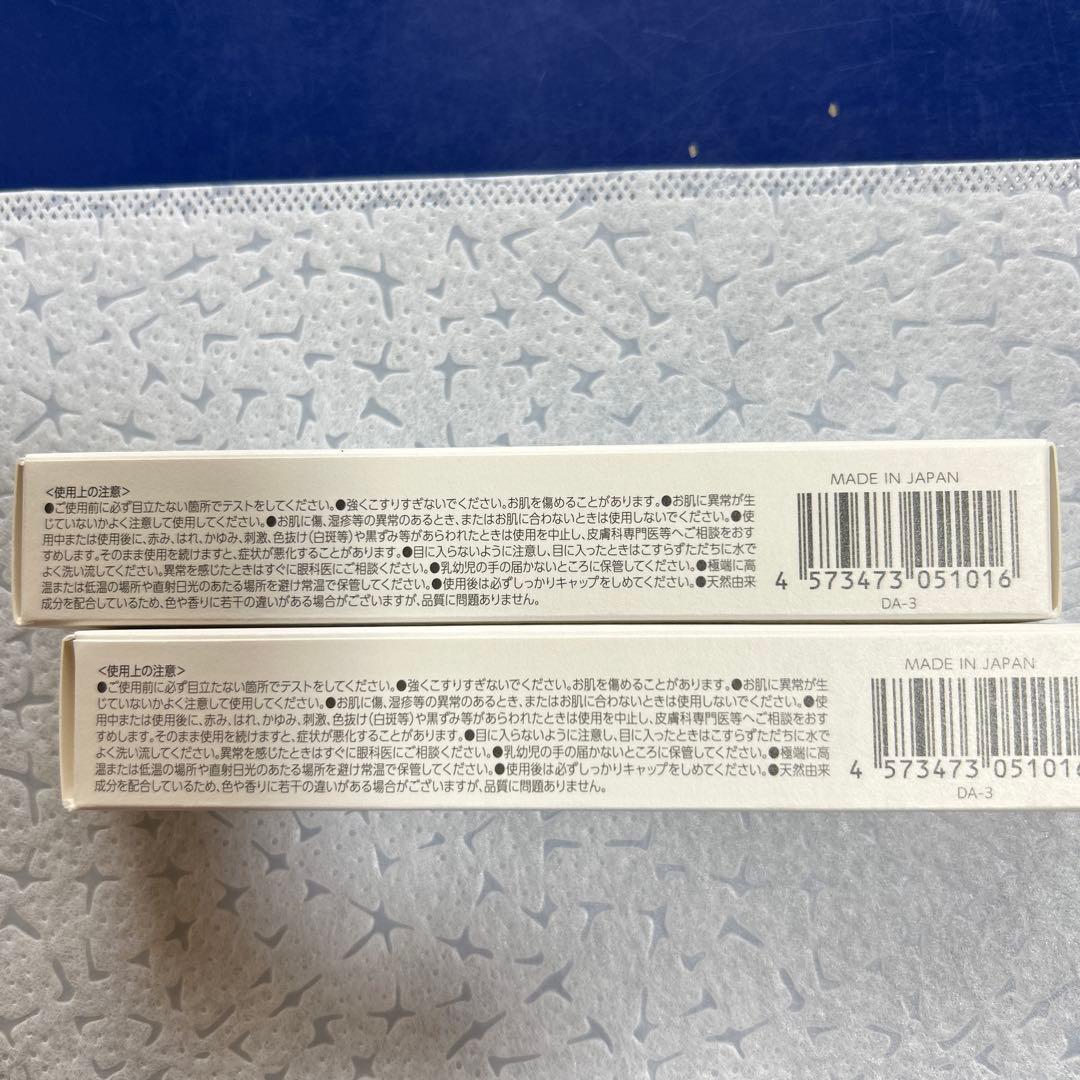 <使用上の注意>
●ご使用前に必ず目立たない箇所でテストをしてください。●強くこすりすぎないでください。お肌を傷めることがあります。●お肌に異常が生
じていないかよく注意して使用してください。●お肌に傷、湿疹等の異常のあるとき、またはお肌に合わないときは使用しないでください。●使
用中または使用後に、赤み、はれ、かゆみ、刺激、色抜け(白斑等)や黒ずみ等があらわれたときは使用を中止し、皮膚科専門医等へご相談をおす
すめします。そのまま使用を続けますと、症状が悪化することがあります。●目に入らないように注意し、目に入ったときはこすらずただちに水で
よく洗い流してください。異常を感じたときはすぐに眼科医にご相談ください。●乳幼児の手の届かないところに保管してください。●極端に高
温または低温の場所や直射日光のあたる場所を避け常温で保管してください。●使用後は必ずしっかりキャップをしめてください。●天然由来
成分を配合しているため、色や香りに若干の違いがある場合がございますが、品質に問題ありません。
MADE IN JAPAN
4 573473 051016
DA-3
<使用上の注意>
●ご使用前に必ず目立たない箇所でテストをしてください。●強くこすりすぎないでください。お肌を傷めることがあります。●お肌に異常が生
じていないかよく注意して使用してください。●お肌に傷、湿疹等の異常のあるとき、またはお肌に合わないときは使用しないでください。●使
用中または使用後に、赤み、はれ、かゆみ、刺激、色抜け(白斑等)や黒ずみ等があらわれたときは使用を中止し、皮膚科専門医等へご相談をおす
すめします。そのまま使用を続けますと、症状が悪化することがあります。●目に入らないように注意し、目に入ったときはこすらずただちに水で
よく洗い流してください。異常を感じたときはすぐに眼科医にご相談ください。●乳幼児の手の届かないところに保管してください。●極端に高
温または低温の場所や直射日光のあたる場所を避け常温で保管してください。●使用後は必ずしっかりキャップをしめてください。●天然由来
成分を配合しているため、色や香りに若干の違いがある場合がございますが、品質に問題ありません。
MADE IN JAPAN
4 573473 051016
DA-3